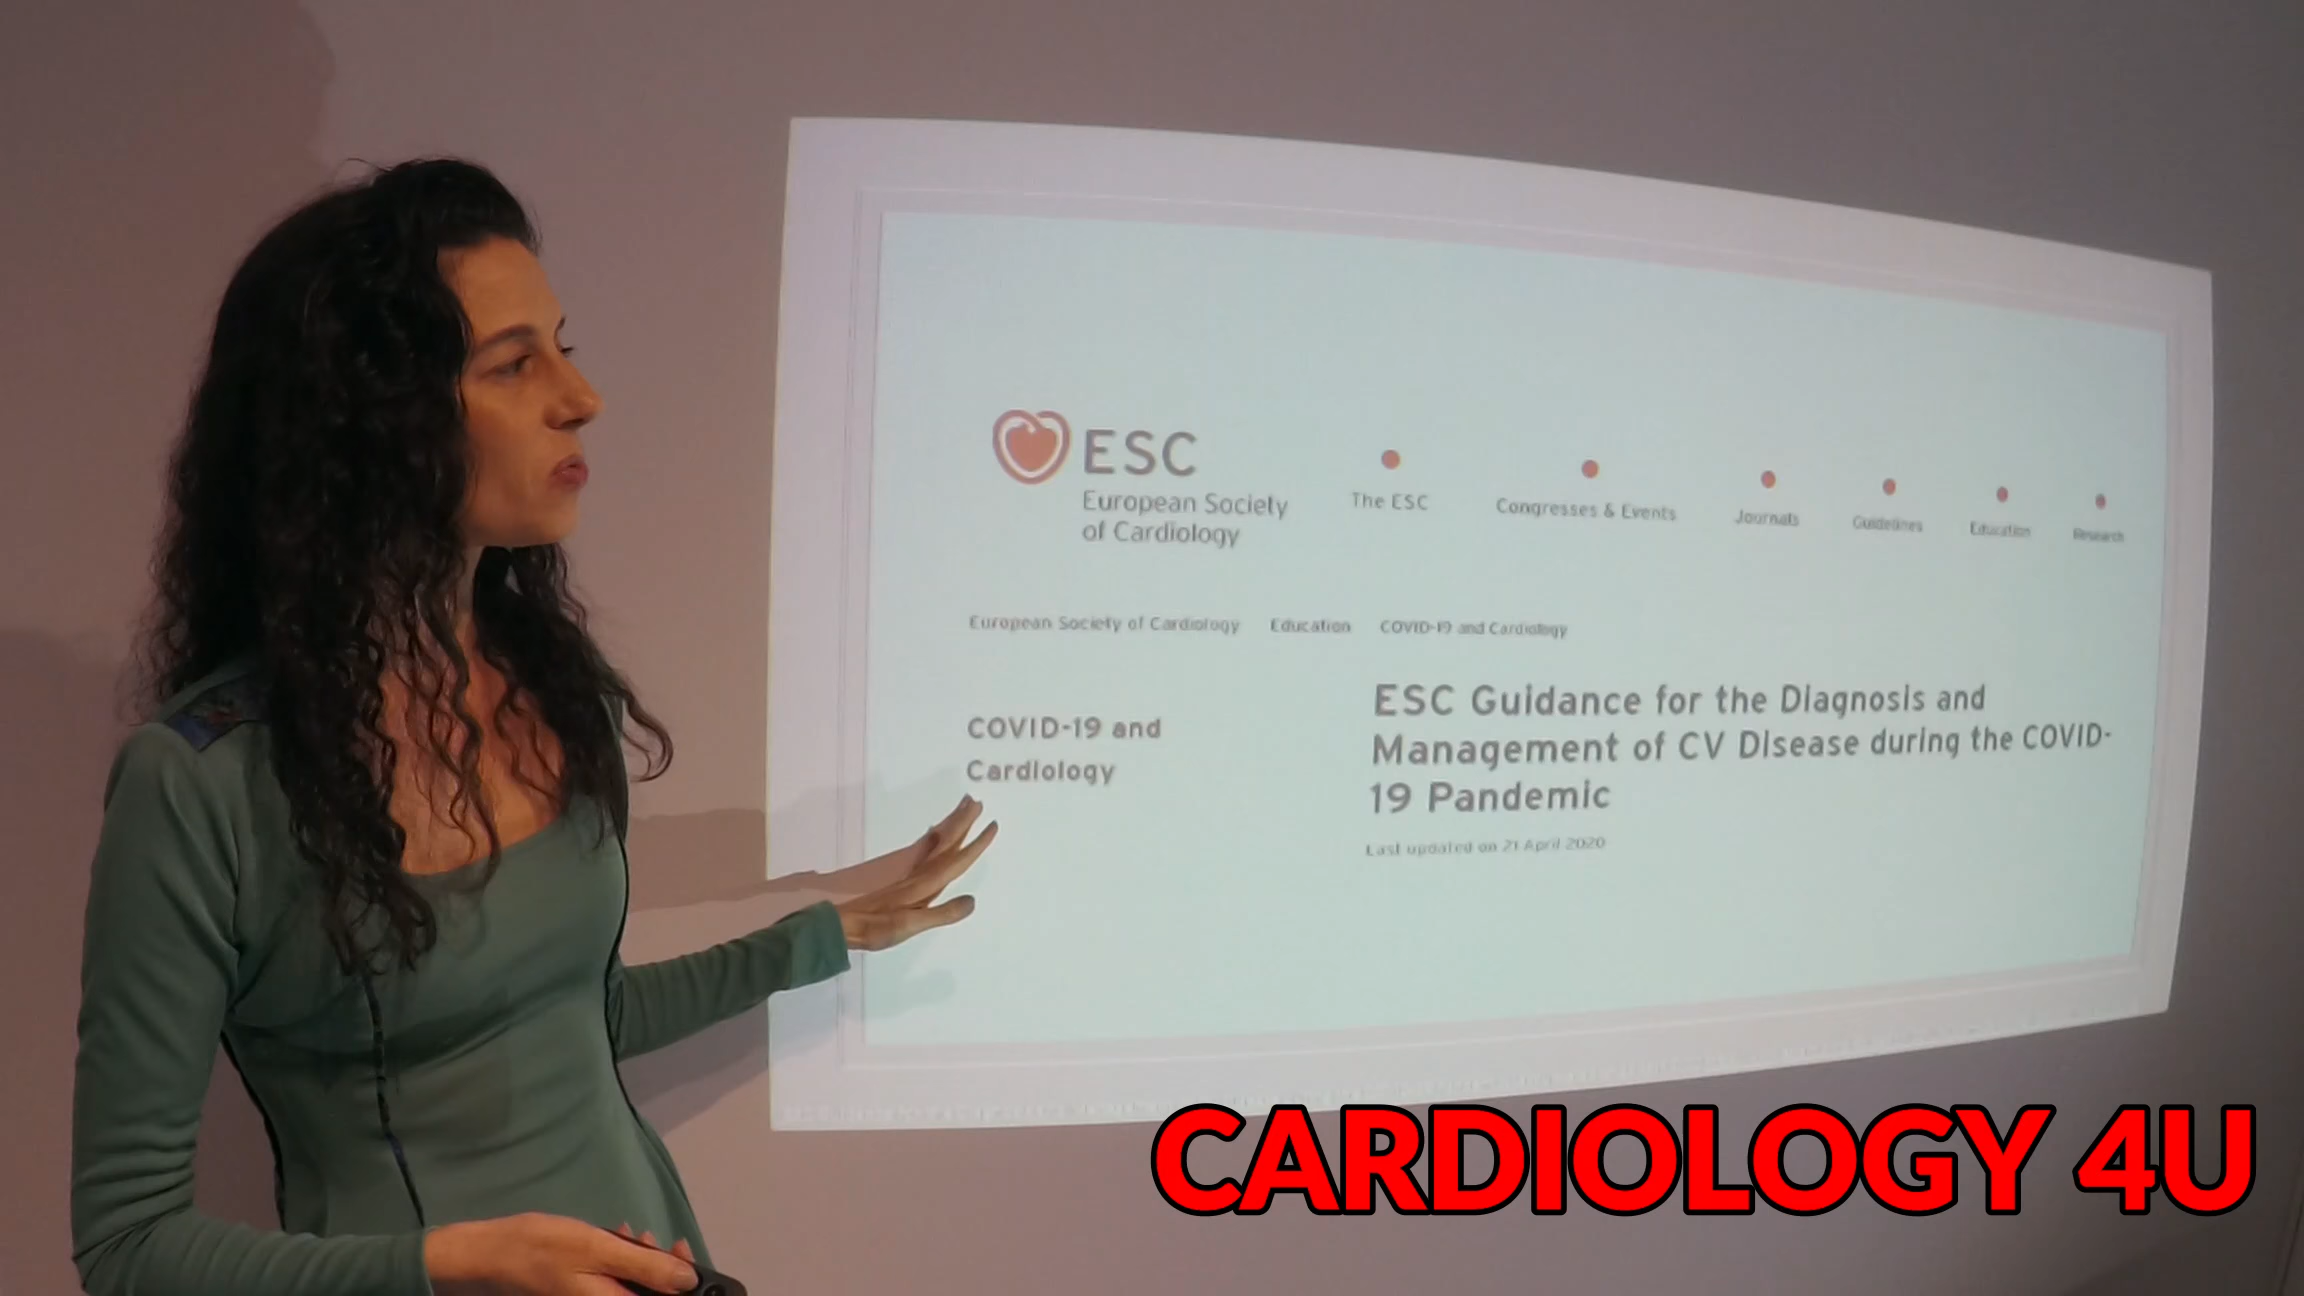 ESC
European Society
of Cardiology
The ESC
Congresses & Events
Journals
Guidelines
Education
Research
European Society of Cardiology Education COVID-19 and Cardiology
COVID-19 and
Cardiology
ESC Guidance for the Diagnosis and
Management of CV Disease during the COVID-
19 Pandemic
Last updated on 21 April 2020
CARDIOLOGY 4U